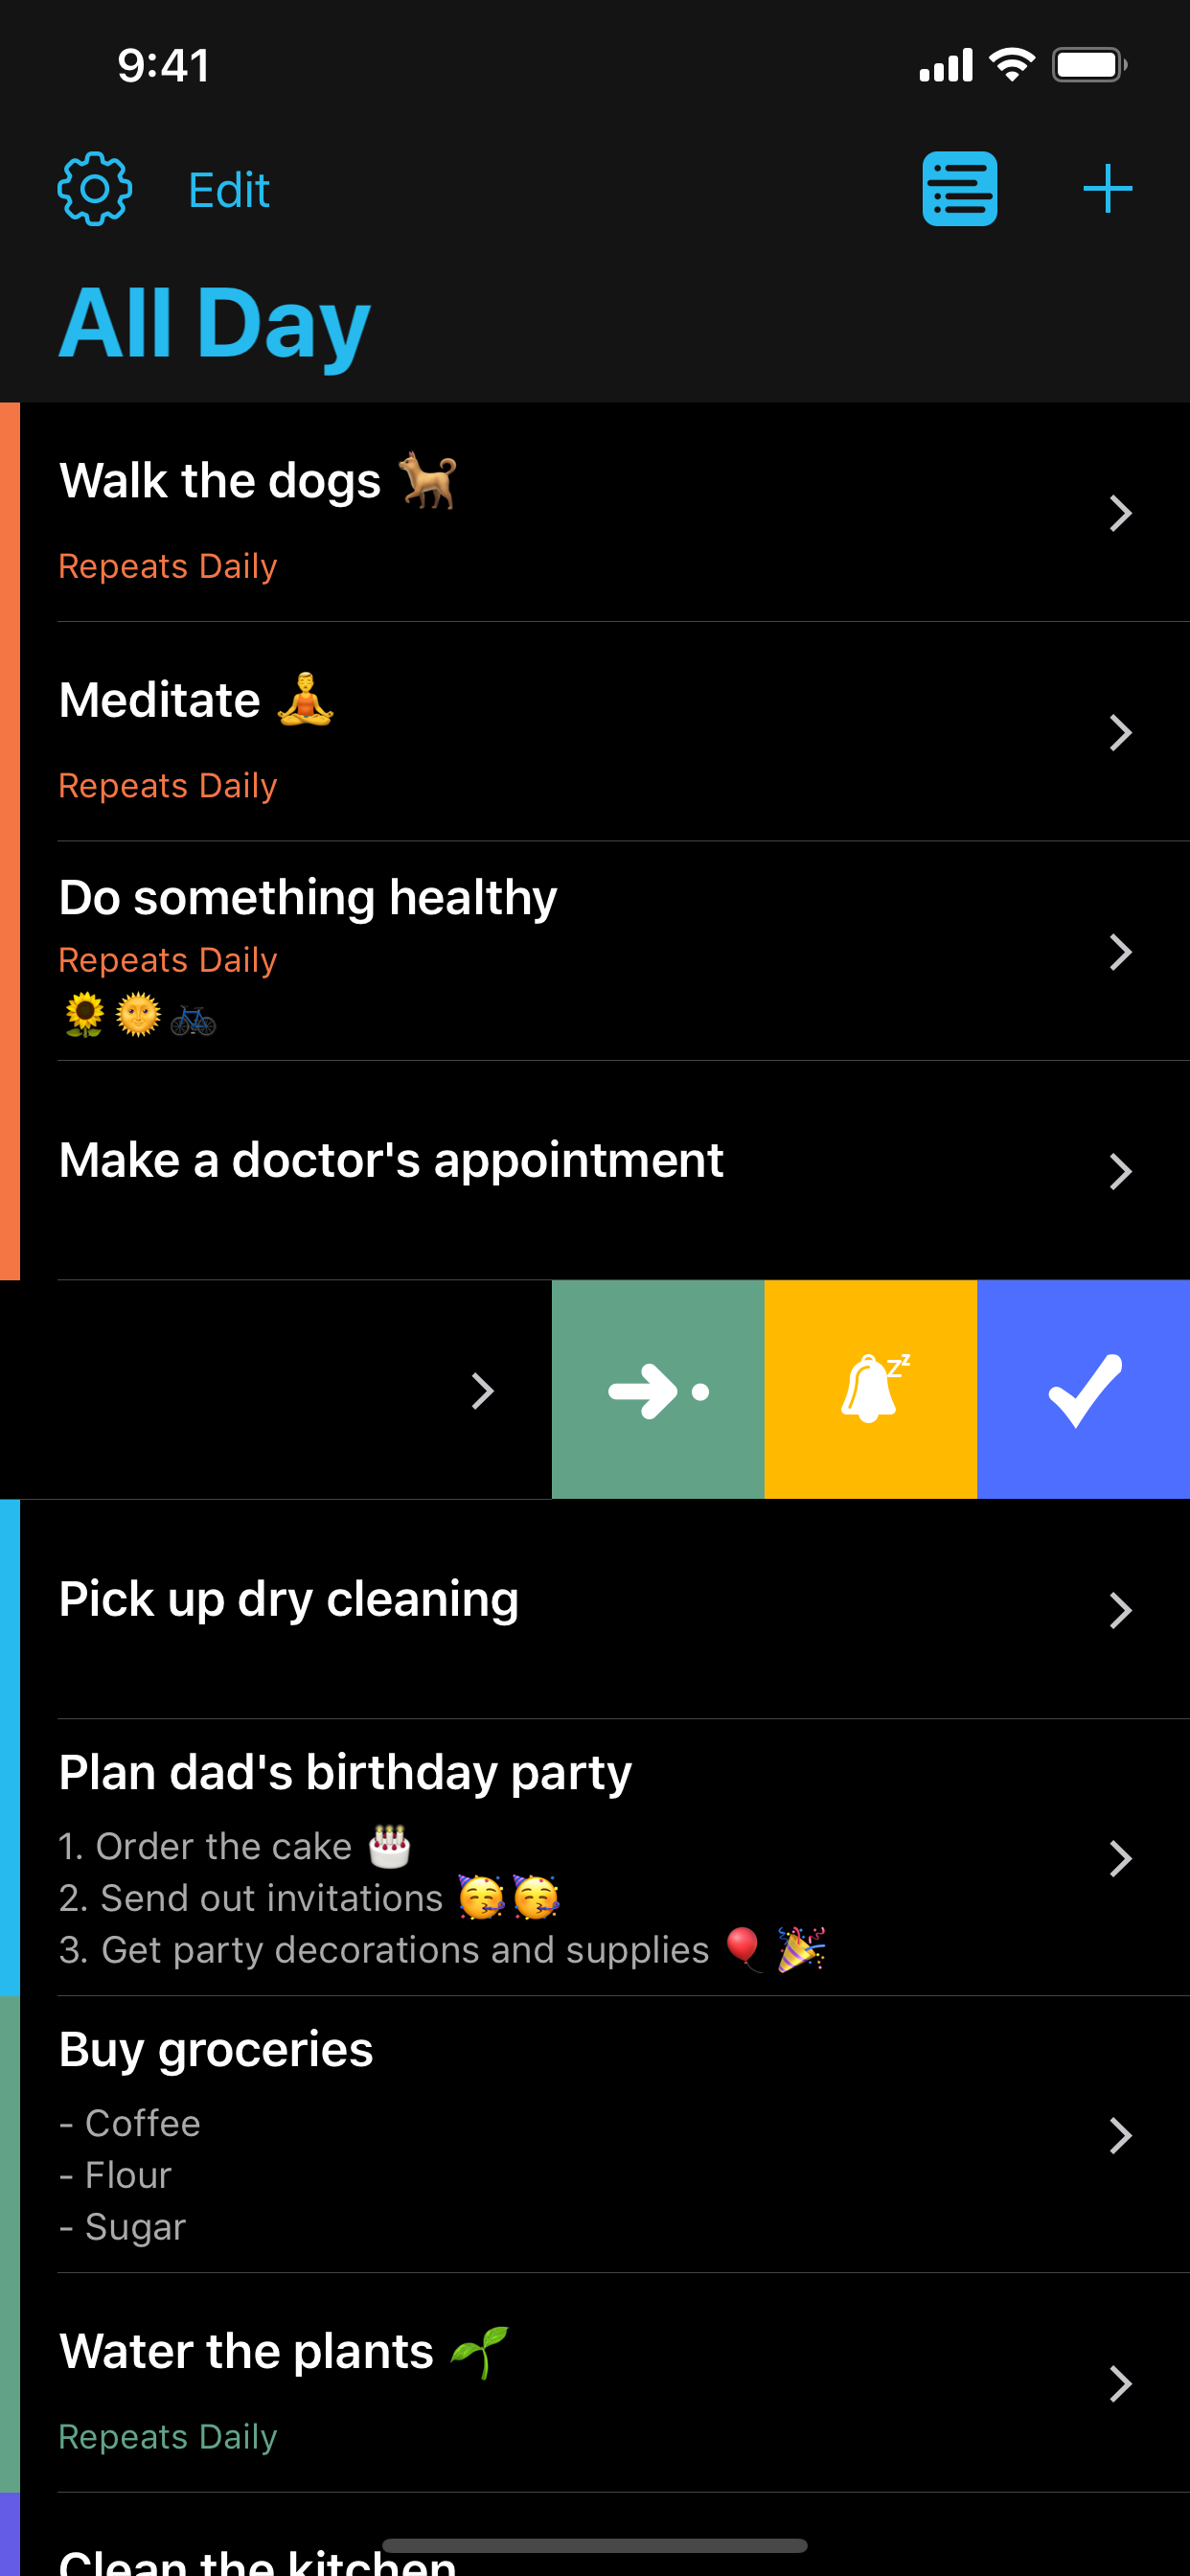 9:41
Edit
All Day
Walk the dogs 🐕
Repeats Daily
Meditate 🧘
Repeats Daily
Do something healthy
Repeats Daily
🌻🌞🚲
Make a doctor's appointment
zz
Pick up dry cleaning
Plan dad's birthday party
1. Order the cake 🎂
2. Send out invitations 🥳🥳
3. Get party decorations and supplies 🎈🎉
Buy groceries
- Coffee
- Flour
- Sugar
Water the plants 🌱
Repeats Daily
Clean the kitchen